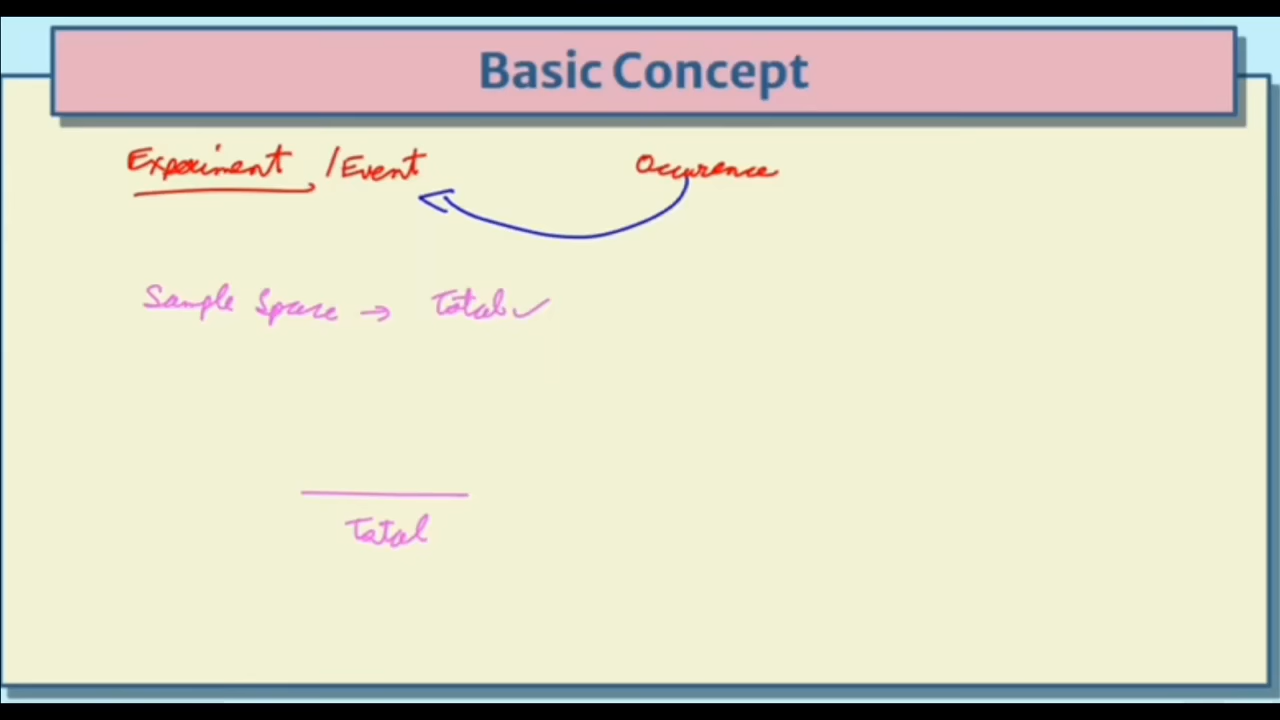 Basic Concept
Experiment / Event Occurence
Sample Space → Total ✓
Total